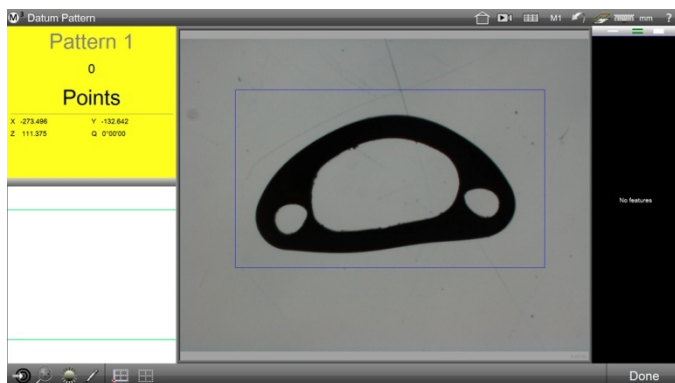 M³ Datum Pattern
M1
mm
?
Pattern 1
0
Points
X -273.496 Y -132.642
Z 111.375 Q 0°00'00
No features
Done